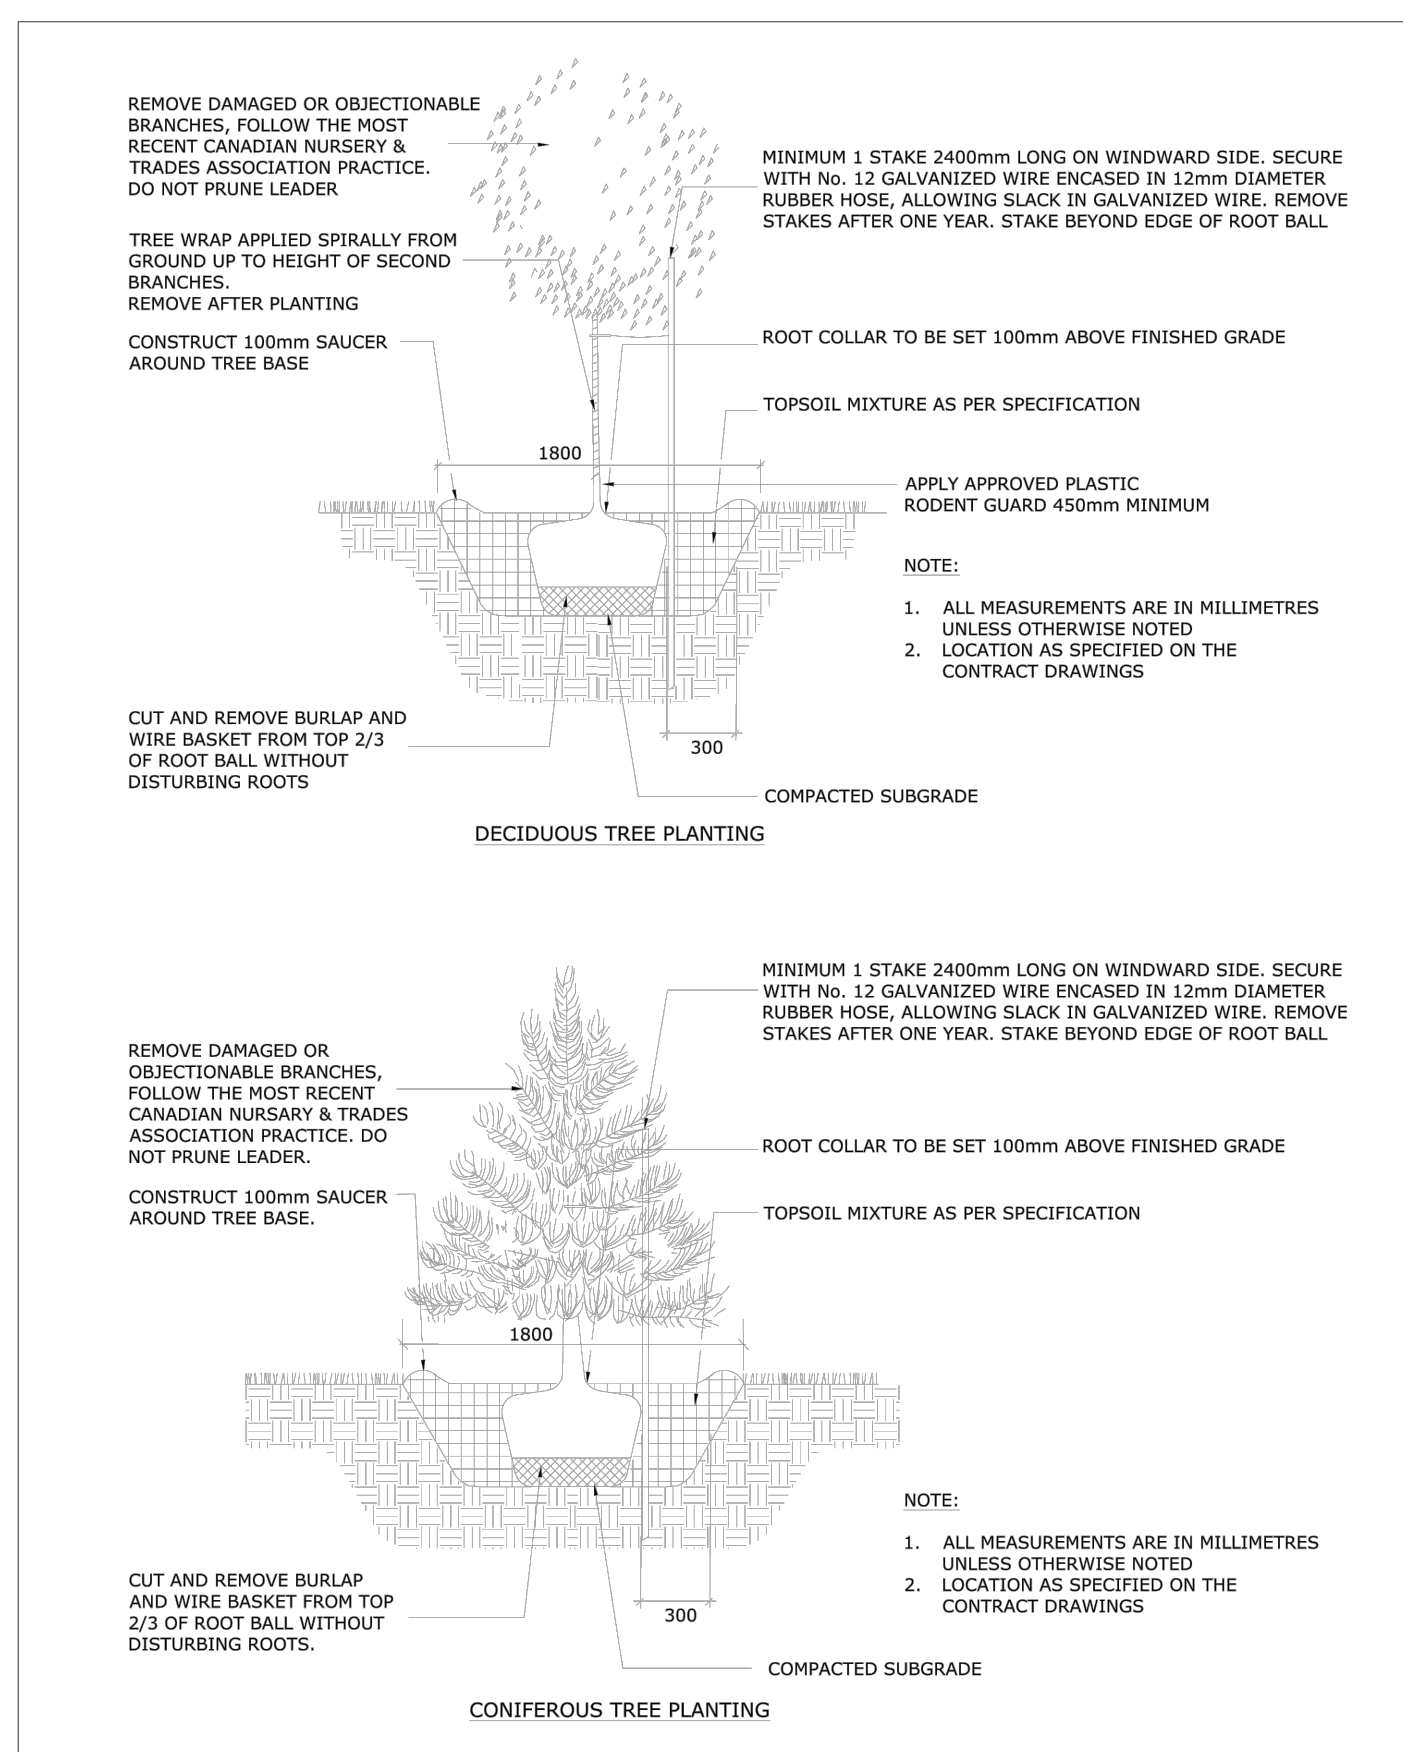 REMOVE DAMAGED OR OBJECTIONABLE
BRANCHES, FOLLOW THE MOST
RECENT CANADIAN NURSERY &
TRADES ASSOCIATION PRACTICE.
DO NOT PRUNE LEADER
MINIMUM 1 STAKE 2400mm LONG ON WINDWARD SIDE. SECURE
WITH No. 12 GALVANIZED WIRE ENCASED IN 12mm DIAMETER
RUBBER HOSE, ALLOWING SLACK IN GALVANIZED WIRE. REMOVE
STAKES AFTER ONE YEAR. STAKE BEYOND EDGE OF ROOT BALL
TREE WRAP APPLIED SPIRALLY FROM
GROUND UP TO HEIGHT OF SECOND
BRANCHES.
REMOVE AFTER PLANTING
CONSTRUCT 100mm SAUCER
AROUND TREE BASE
ROOT COLLAR TO BE SET 100mm ABOVE FINISHED GRADE
TOPSOIL MIXTURE AS PER SPECIFICATION
1800
APPLY APPROVED PLASTIC
RODENT GUARD 450mm MINIMUM
NOTE:
1. ALL MEASUREMENTS ARE IN MILLIMETRES
UNLESS OTHERWISE NOTED
2. LOCATION AS SPECIFIED ON THE
CONTRACT DRAWINGS
CUT AND REMOVE BURLAP AND
WIRE BASKET FROM TOP 2/3
OF ROOT BALL WITHOUT
DISTURBING ROOTS
300
COMPACTED SUBGRADE
DECIDUOUS TREE PLANTING
MINIMUM 1 STAKE 2400mm LONG ON WINDWARD SIDE. SECURE
WITH No. 12 GALVANIZED WIRE ENCASED IN 12mm DIAMETER
RUBBER HOSE, ALLOWING SLACK IN GALVANIZED WIRE. REMOVE
STAKES AFTER ONE YEAR. STAKE BEYOND EDGE OF ROOT BALL
REMOVE DAMAGED OR
OBJECTIONABLE BRANCHES,
FOLLOW THE MOST RECENT
CANADIAN NURSARY & TRADES
ASSOCIATION PRACTICE. DO
NOT PRUNE LEADER.
ROOT COLLAR TO BE SET 100mm ABOVE FINISHED GRADE
CONSTRUCT 100mm SAUCER
AROUND TREE BASE.
TOPSOIL MIXTURE AS PER SPECIFICATION
1800
NOTE:
1. ALL MEASUREMENTS ARE IN MILLIMETRES
UNLESS OTHERWISE NOTED
2. LOCATION AS SPECIFIED ON THE
CONTRACT DRAWINGS
CUT AND REMOVE BURLAP
AND WIRE BASKET FROM TOP
2/3 OF ROOT BALL WITHOUT
DISTURBING ROOTS.
300
COMPACTED SUBGRADE
CONIFEROUS TREE PLANTING